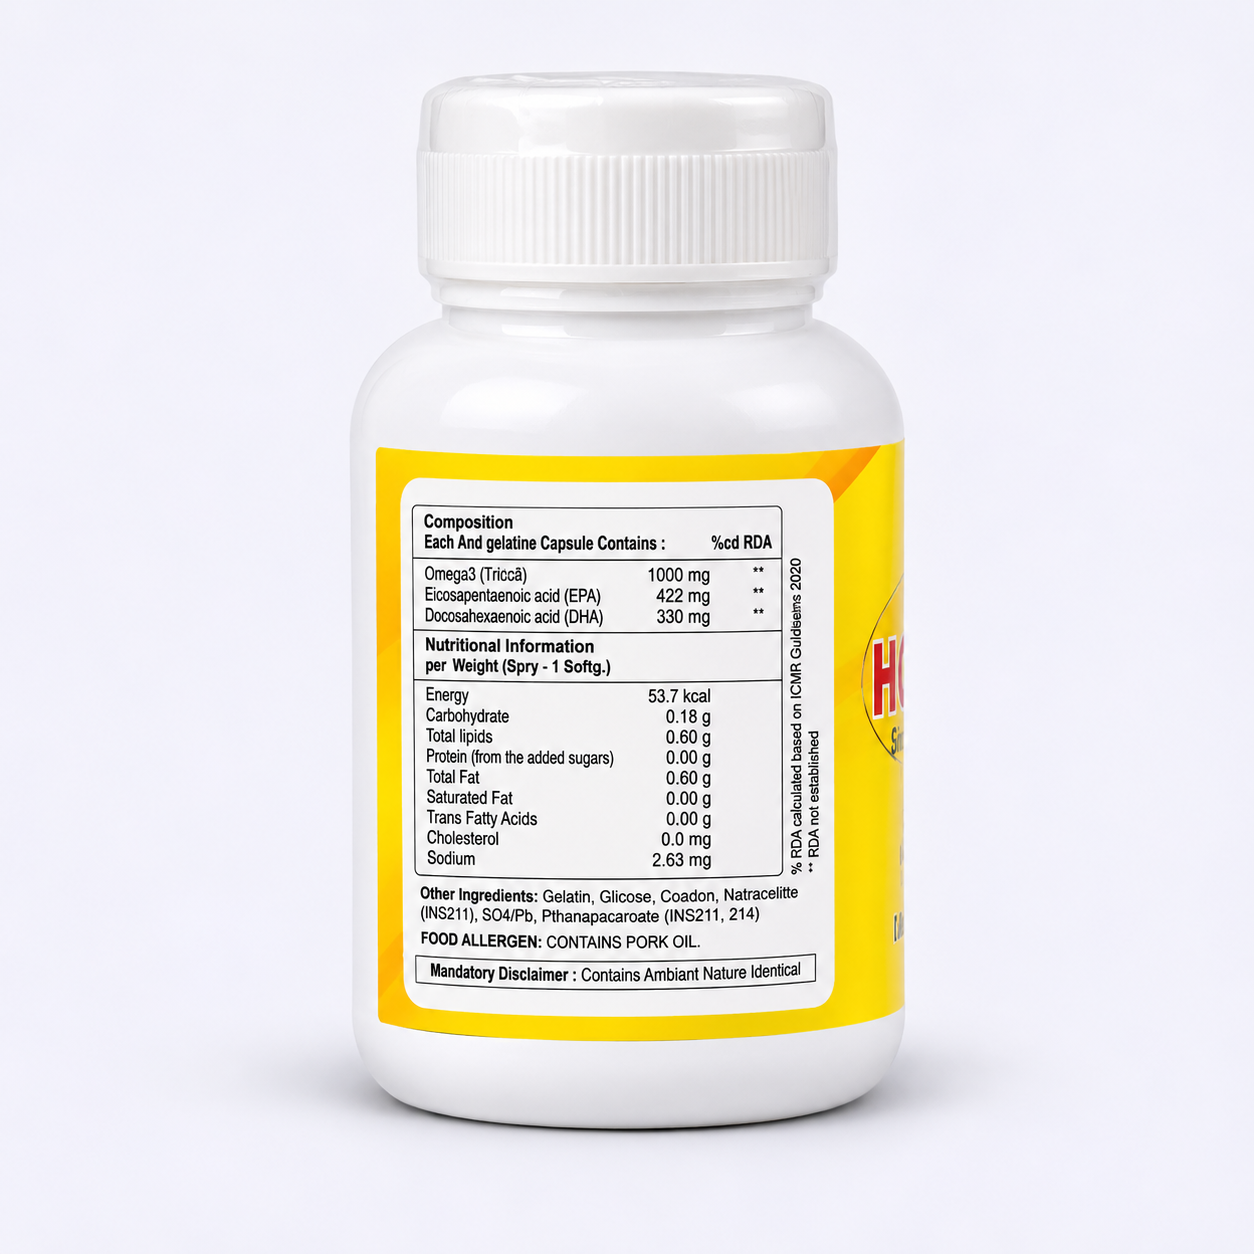 Composition
Each And gelatine Capsule Contains : %cd RDA
Omega3 (Triccã) 1000 mg **
Eicosapentaenoic acid (EPA) 422 mg **
Docosahexaenoic acid (DHA) 330 mg **
Nutritional Information
per Weight (Spry - 1 Softg.)
Energy 53.7 kcal
Carbohydrate 0.18 g
Total lipids 0.60 g
Protein (from the added sugars) 0.00 g
Total Fat 0.60 g
Saturated Fat 0.00 g
Trans Fatty Acids 0.00 g
Cholesterol 0.0 mg
Sodium 2.63 mg
% RDA calculated based on ICMR Guldseims 2020
** RDA not established
Other Ingredients: Gelatin, Glicose, Coadon, Natracelitte
(INS211), SO4/Pb, Pthanapacaroate (INS211, 214)
FOOD ALLERGEN: CONTAINS PORK OIL.
Mandatory Disclaimer : Contains Ambiant Nature Identical